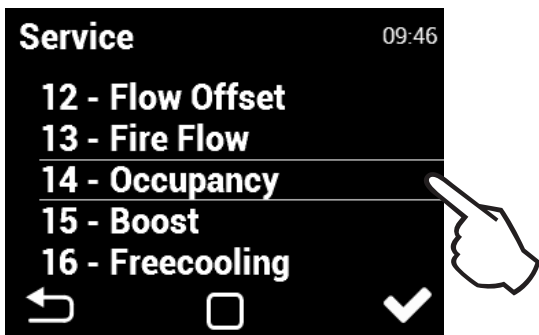 Service 09:46
12 - Flow Offset
13 - Fire Flow
14 - Occupancy
15 - Boost
16 - Freecooling